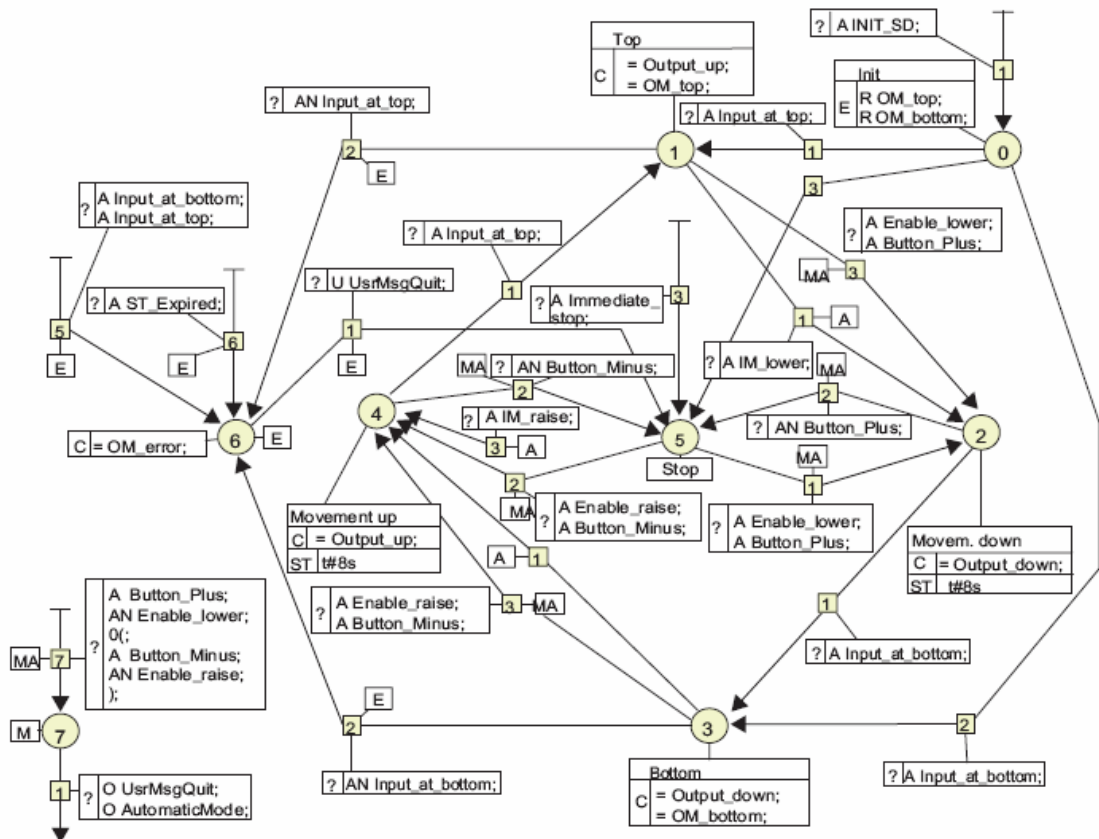 ? A INIT_SD;
1
Top
C = Output_up;
= OM_top;
Init
E R OM_top;
R OM_bottom;
? AN Input_at_top;
? A Input_at_top;
2
E
1
1
0
3
? A Input_at_bottom;
A Input_at_top;
? A Input_at_top;
? A Enable_lower;
A Button_Plus;
MA 3
? A ST_Expired;
? U UsrMsgQuit;
1
? A Immediate_
stop;
3
5
E
6
E
1
E
1 A
? A IM_lower;
MA
? AN Button_Minus;
2
MA
2
4
? A IM_raise;
3 A
? AN Button_Plus;
C = OM_error;
6
E
5
Stop
2
MA
1
2
MA
? A Enable_raise;
A Button_Minus;
? A Enable_lower;
A Button_Plus;
Movement up
C = Output_up;
ST t#8s
Movem. down
C = Output_down;
ST t#8s
A 1
? A Enable_raise;
A Button_Minus;
3 MA
1
? A Input_at_bottom;
MA 7
? A Button_Plus;
AN Enable_lower;
0(;
A Button_Minus;
AN Enable_raise;
);
M 7
E
2
3
2
? AN Input_at_bottom;
? A Input_at_bottom;
1
? O UsrMsgQuit;
O AutomaticMode;
Bottom
C = Output_down;
= OM_bottom;